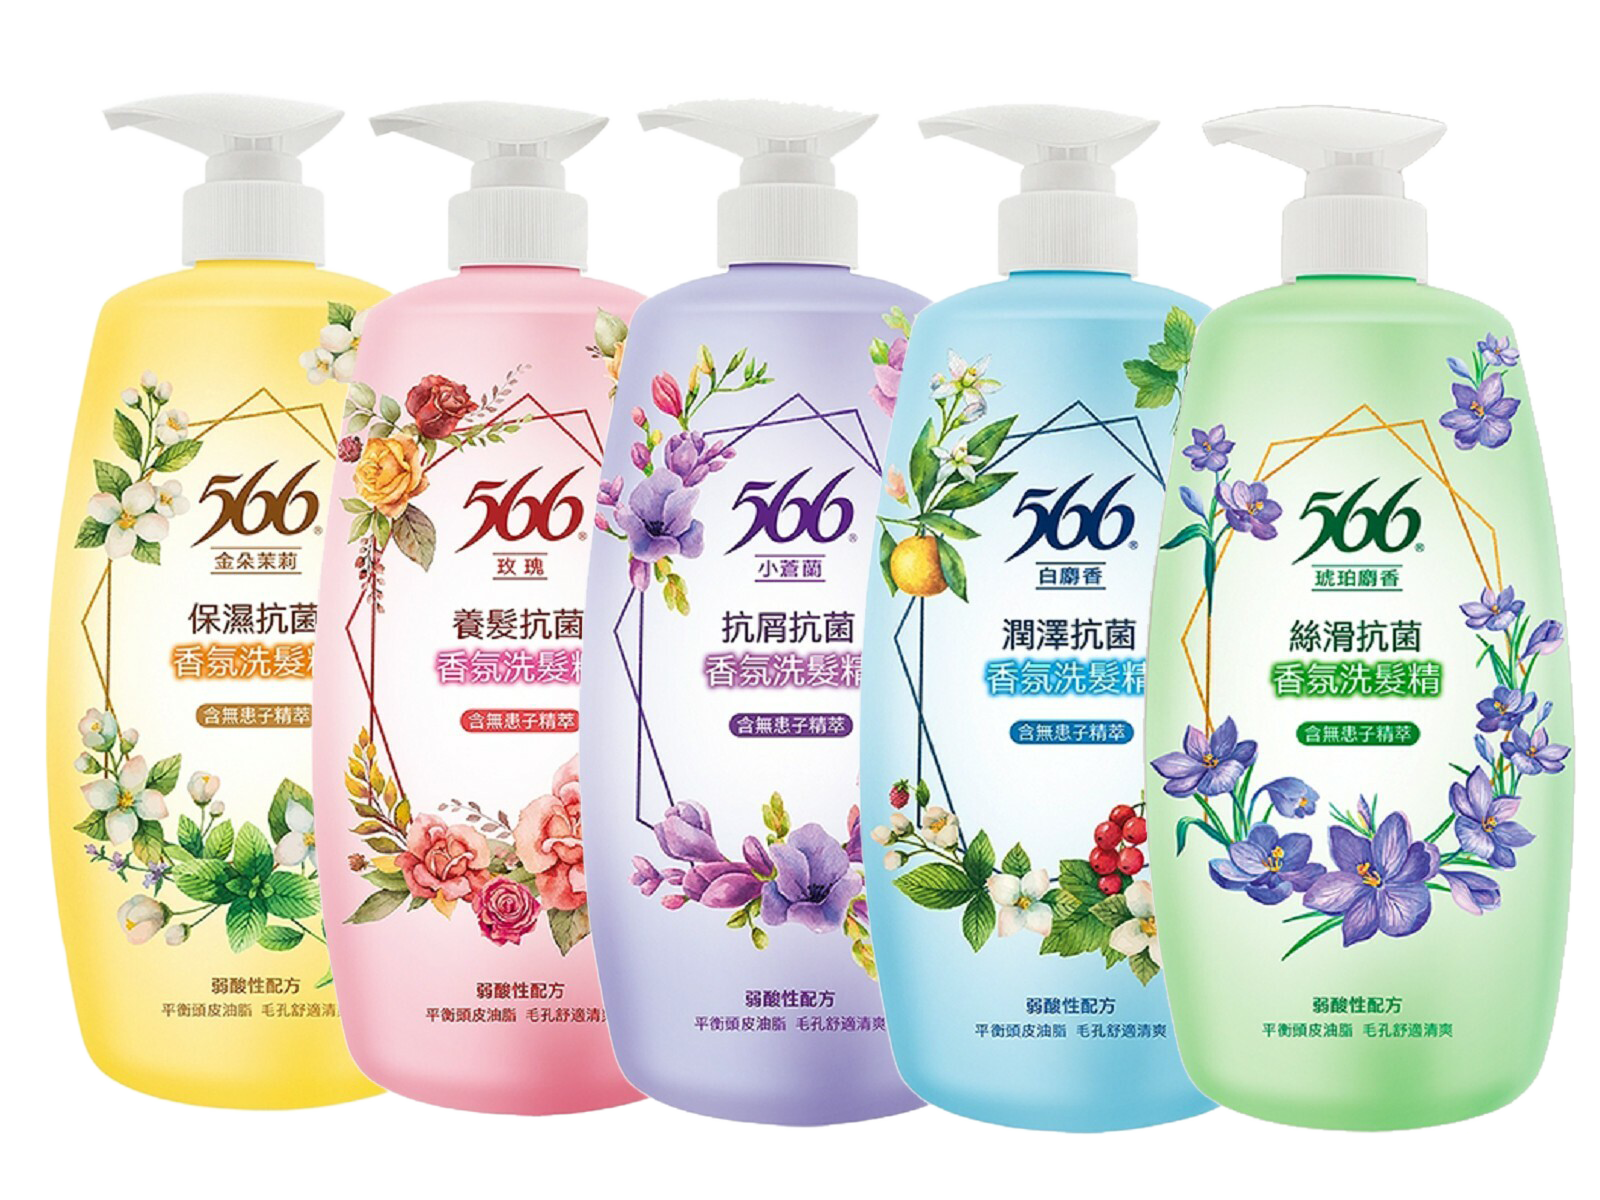 566®
金朵茉莉
保濕抗菌
香氛洗髮
含無患子精萃
弱酸性配方
平衡頭皮油脂 毛孔舒適清
566®
玫瑰
養髮抗菌
香氛洗髮
含無患子精萃
弱酸性配方
平衡頭皮油脂 毛孔舒適清
566®
小蒼蘭
抗屑抗菌
香氛洗髮精
含無患子精萃
弱酸性配方
平衡頭皮油脂 毛孔舒適清爽
566®
白麝香
潤澤抗菌
香氛洗髮精
含無患子精萃
弱酸性配方
平衡頭皮油脂 毛孔舒適清爽
566®
琥珀麝香
絲滑抗菌
香氛洗髮精
含無患子精萃
弱酸性配方
平衡頭皮油脂 毛孔舒適清爽